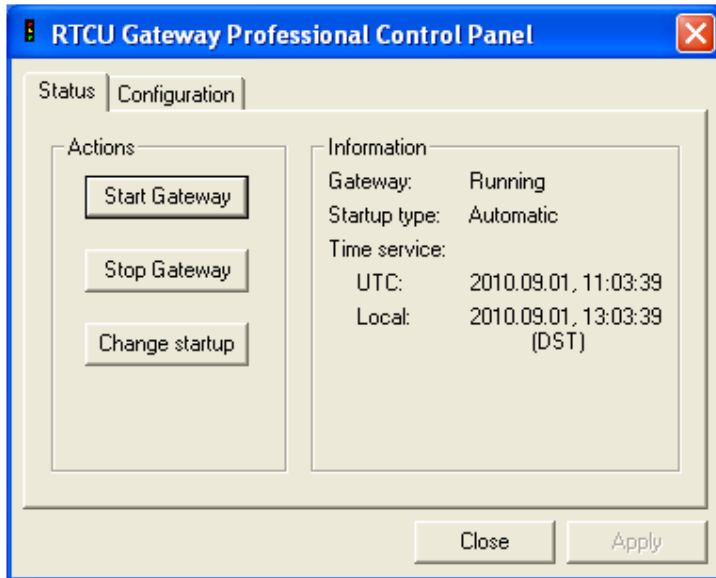 RTCU Gateway Professional Control Panel
Status Configuration
Actions
Start Gateway
Stop Gateway
Change startup
Information
Gateway: Running
Startup type: Automatic
Time service:
UTC: 2010.09.01, 11:03:39
Local: 2010.09.01, 13:03:39
(DST)
Close Apply